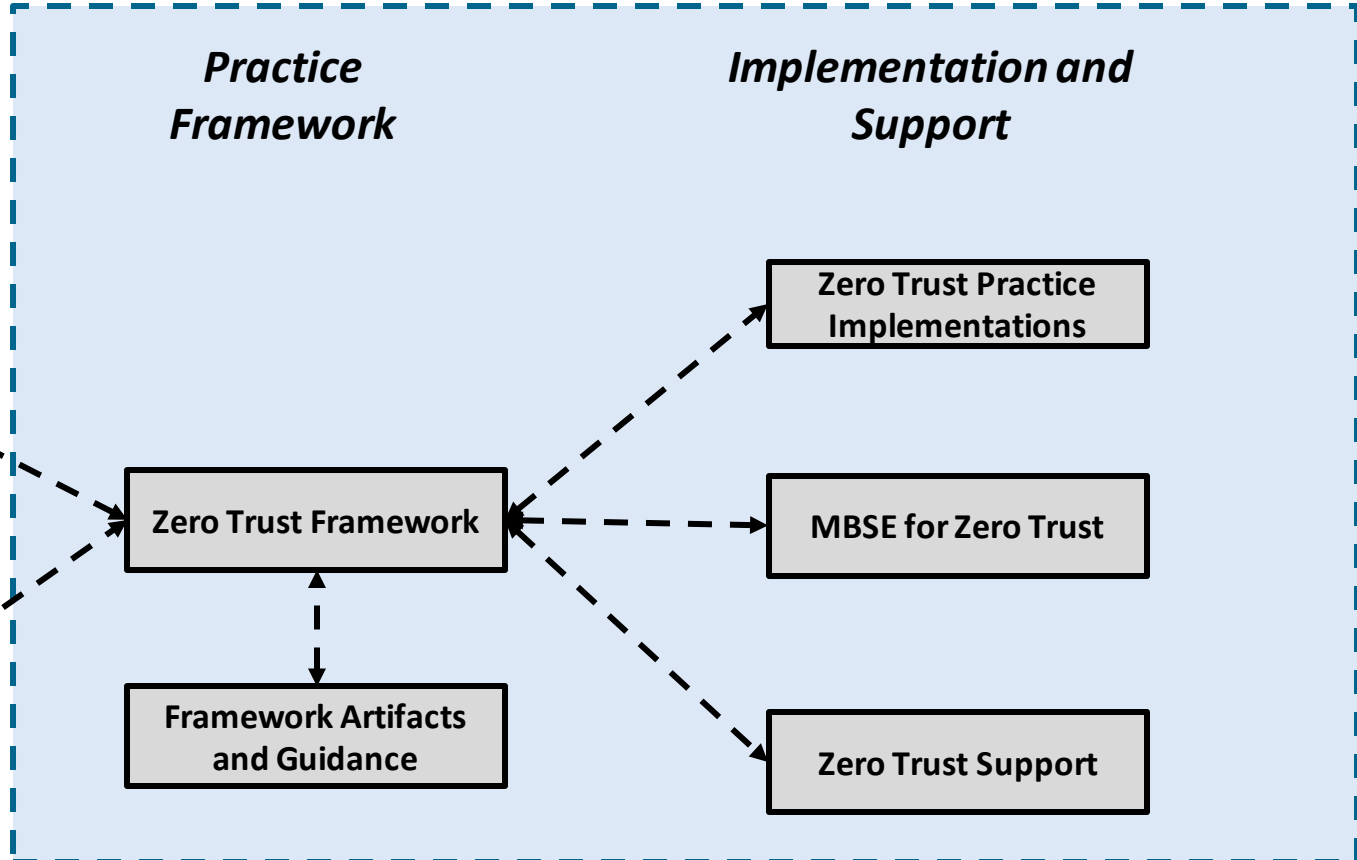 Practice
Framework
Implementation and
Support
Zero Trust Practice
Implementations
Zero Trust Framework
MBSE for Zero Trust
Framework Artifacts
and Guidance
Zero Trust Support